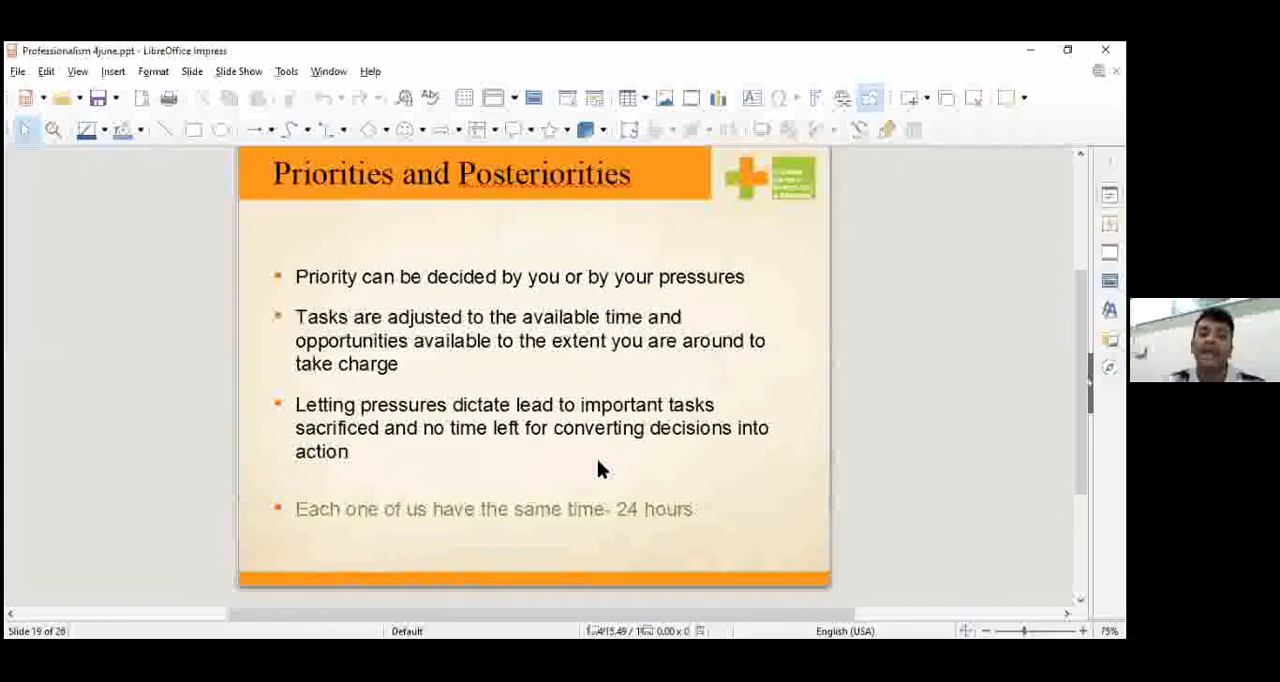 Professionalism 4june.ppt - LibreOffice Impress
File Edit View Insert Format Slide Slide Show Tools Window Help
Priorities and Posteriorities
Priority can be decided by you or by your pressures
Tasks are adjusted to the available time and
opportunities available to the extent you are around to
take charge
Letting pressures dictate lead to important tasks
sacrificed and no time left for converting decisions into
action
Each one of us have the same time- 24 hours
Slide 19 of 26
Default
0.00 x 0
English (USA)
75%